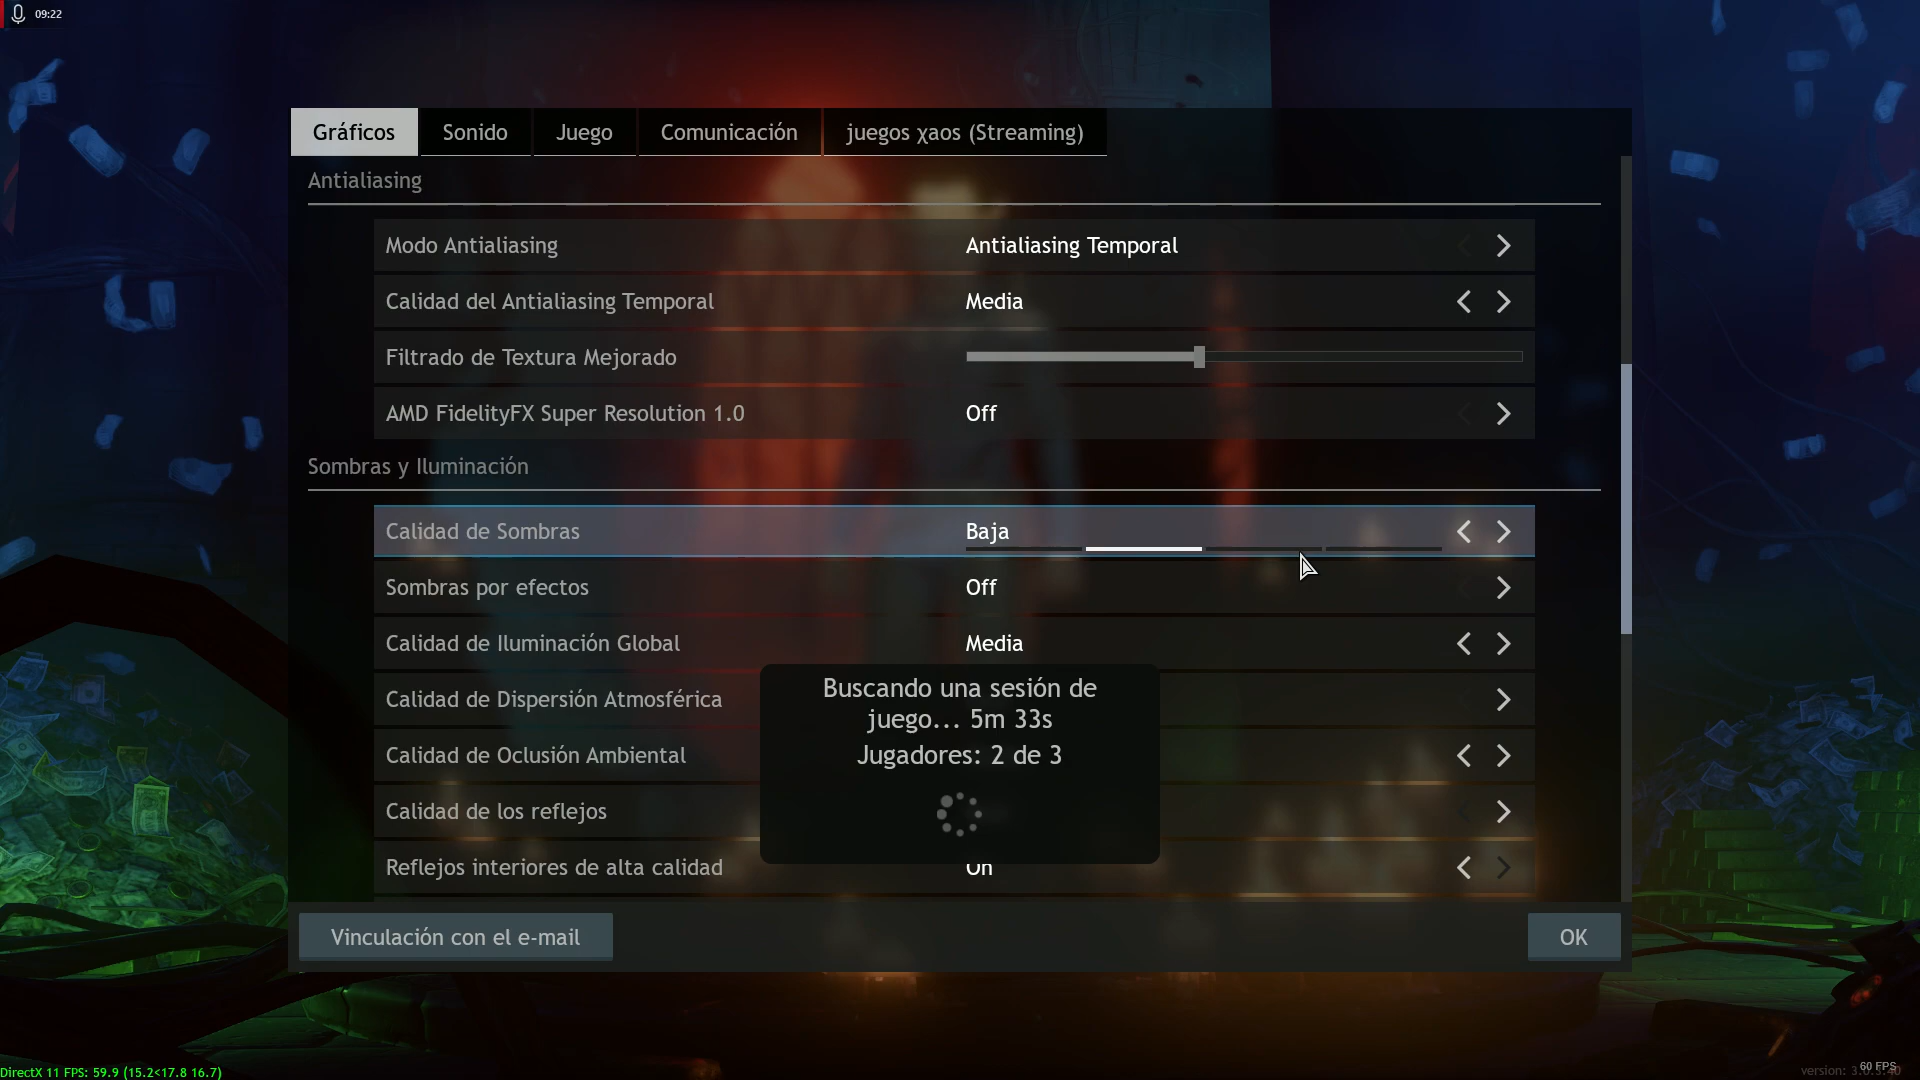 09:22
Gráficos
Sonido
Juego
Comunicación
juegos χaos (Streaming)
Antialiasing
Modo Antialiasing
Antialiasing Temporal
Calidad del Antialiasing Temporal
Media
Filtrado de Textura Mejorado
AMD FidelityFX Super Resolution 1.0
Off
Sombras y Iluminación
Calidad de Sombras
Baja
Sombras por efectos
Off
Calidad de Iluminación Global
Media
Calidad de Dispersión Atmosférica
Calidad de Oclusión Ambiental
Calidad de los reflejos
Reflejos interiores de alta calidad
On
Buscando una sesión de
juego... 5m 33s
Jugadores: 2 de 3
Vinculación con el e-mail
OK
DirectX 11 FPS: 59.9 (15.2<17.8 16.7)
60 FPS
version: